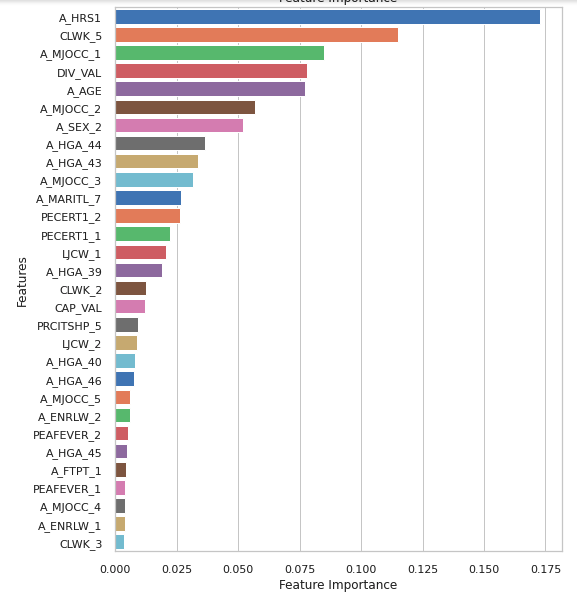 Feature Importance
A_HRS1
CLWK_5
A_MJOCC_1
DIV_VAL
A_AGE
A_MJOCC_2
A_SEX_2
A_HGA_44
A_HGA_43
A_MJOCC_3
A_MARITL_7
PECERT1_2
PECERT1_1
LJCW_1
A_HGA_39
CLWK_2
CAP_VAL
PRCITSHP_5
LJCW_2
A_HGA_40
A_HGA_46
A_MJOCC_5
A_ENRLW_2
PEAFEVER_2
A_HGA_45
A_FTPT_1
PEAFEVER_1
A_MJOCC_4
A_ENRLW_1
CLWK_3
Features
0.000 0.025 0.050 0.075 0.100 0.125 0.150 0.175
Feature Importance